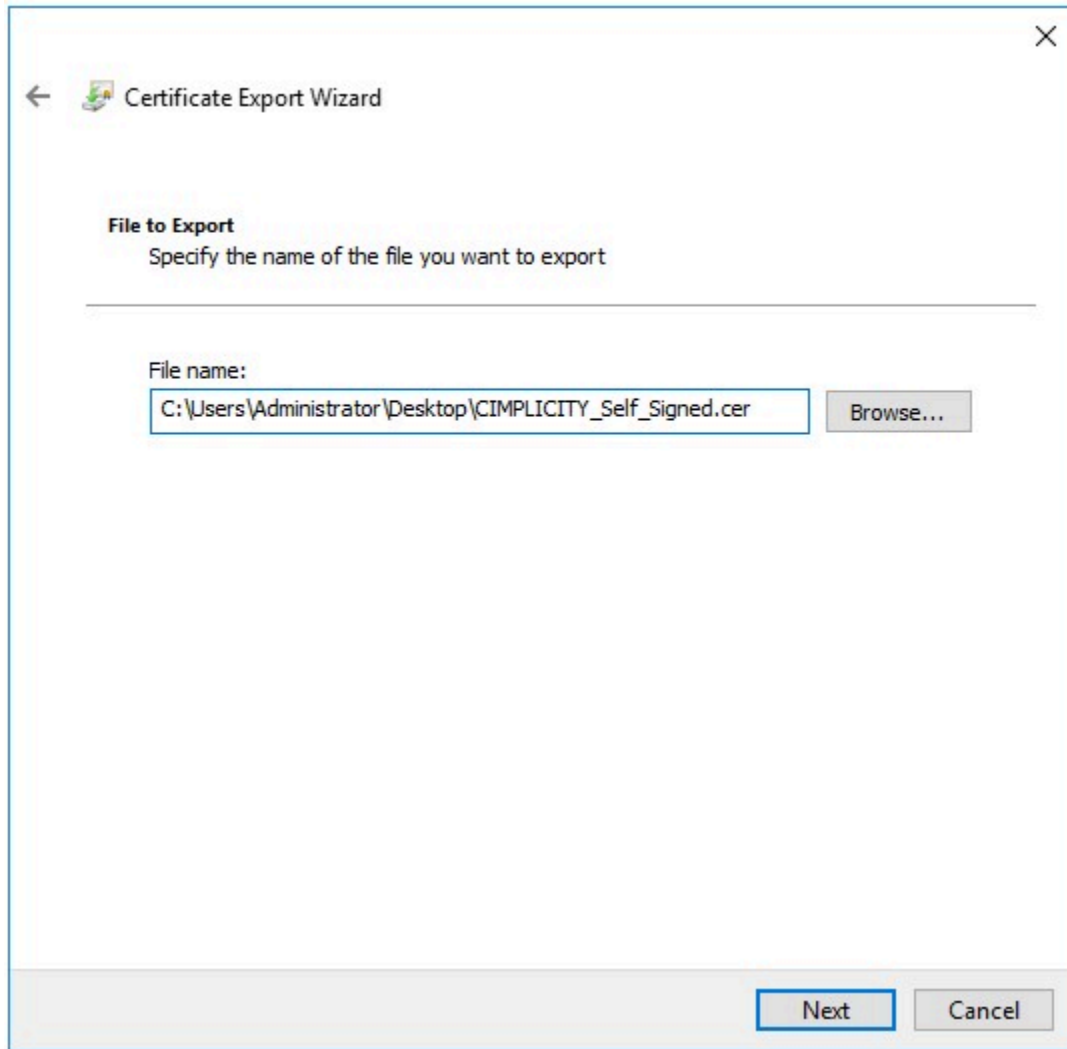 Certificate Export Wizard
File to Export
Specify the name of the file you want to export
File name:
C:\Users\Administrator\Desktop\CIMPLICITY_Self_Signed.cer
Browse...
Next
Cancel